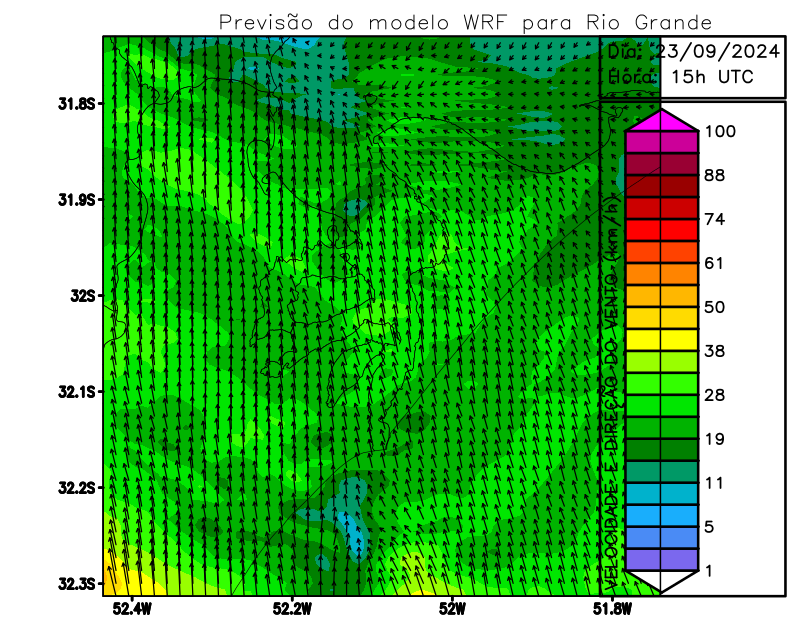 Previsão do modelo WRF para Rio Grande
Dia: 23/09/2024
Hora: 15h UTC
31.8S
31.9S
32S
32.1S
32.2S
32.3S
52.4W
52.2W
52W
51.8W
VELOCIDADE E DIREÇÃO DO VENTO (km/h)
100
88
74
61
50
38
28
19
11
5
1